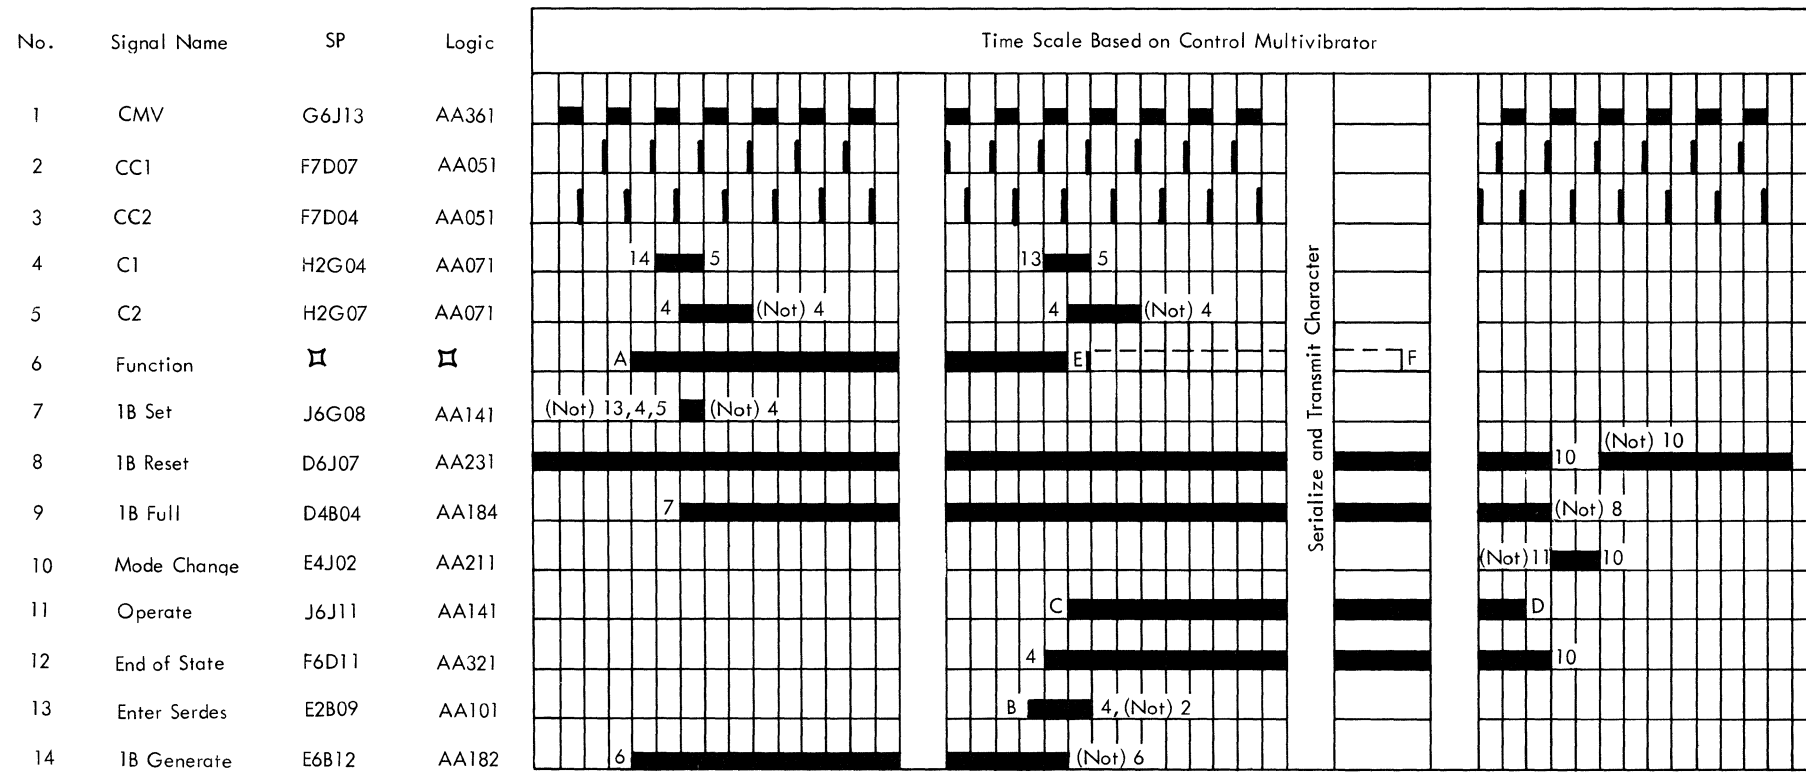 No. Signal Name SP Logic Time Scale Based on Control Multivibrator
1 CMV G6J13 AA361
2 CC1 F7D07 AA051
3 CC2 F7D04 AA051
4 C1 H2G04 AA071 14 5 13 5
5 C2 H2G07 AA071 4 (Not) 4 4 (Not) 4
6 Function A E F
7 1B Set J6G08 AA141 (Not) 13,4,5 (Not) 4
8 1B Reset D6J07 AA231 10 (Not) 10
9 1B Full D4B04 AA184 7 (Not) 8
10 Mode Change E4J02 AA211 (Not) 11 10
11 Operate J6J11 AA141 C D
12 End of State F6D11 AA321 4 10
13 Enter Serdes E2B09 AA101 B 4, (Not) 2
14 1B Generate E6B12 AA182 6 (Not) 6
Serialize and Transmit Character